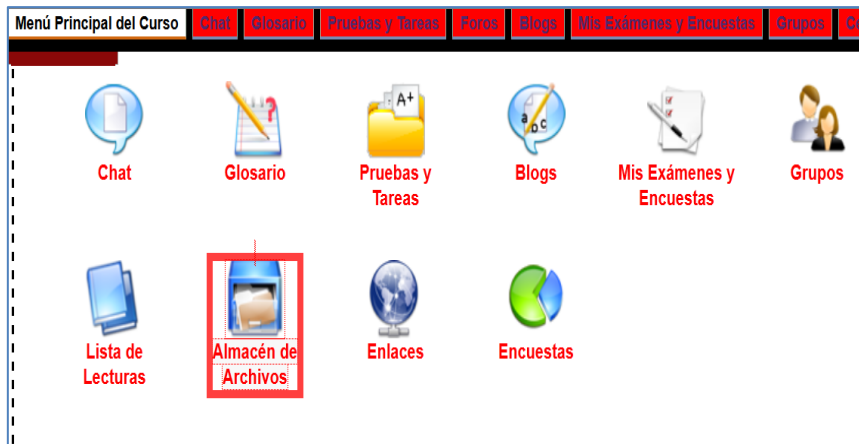 Menú Principal del Curso Chat Glosario Pruebas y Tareas Foros Blogs Mis Exámenes y Encuestas Grupos
A+
?
a b c
Chat Glosario Pruebas y Blogs Mis Exámenes y Grupos
Tareas Encuestas
Lista de Almacén de Enlaces Encuestas
Lecturas Archivos